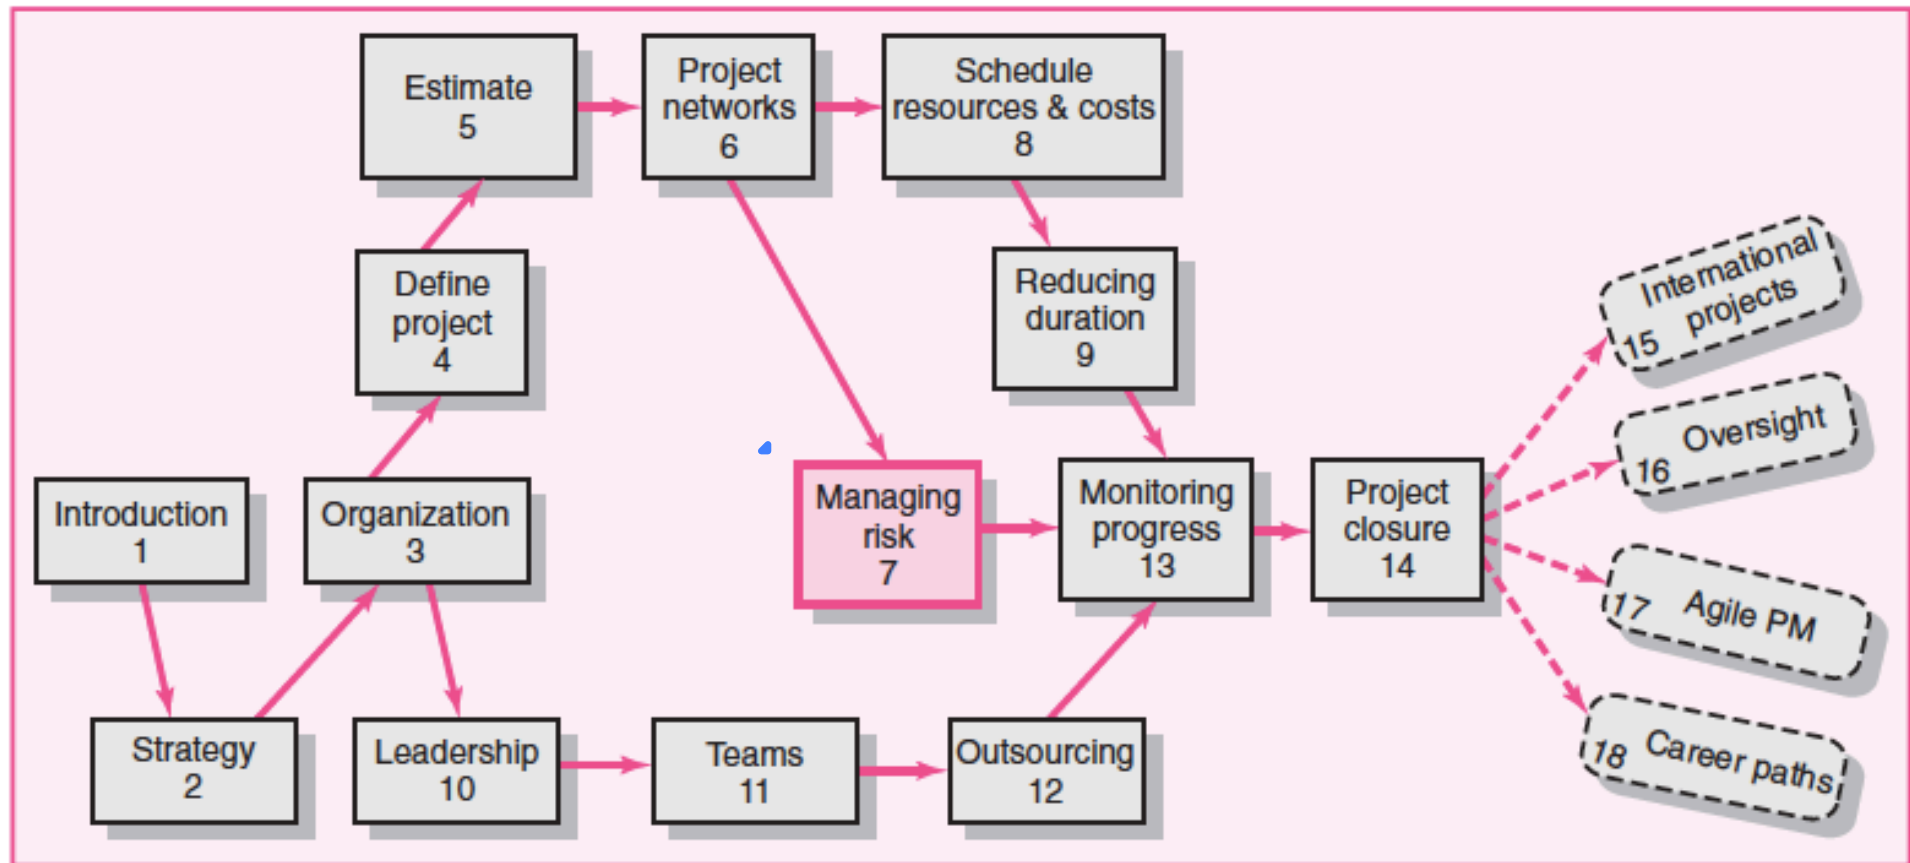 Estimate
5
Project
networks
6
Schedule
resources & costs
8
Define
project
4
Reducing
duration
9
International
projects
15
Oversight
16
Introduction
1
Organization
3
Managing
risk
7
Monitoring
progress
13
Project
closure
14
Agile PM
17
Strategy
2
Leadership
10
Teams
11
Outsourcing
12
Career paths
18